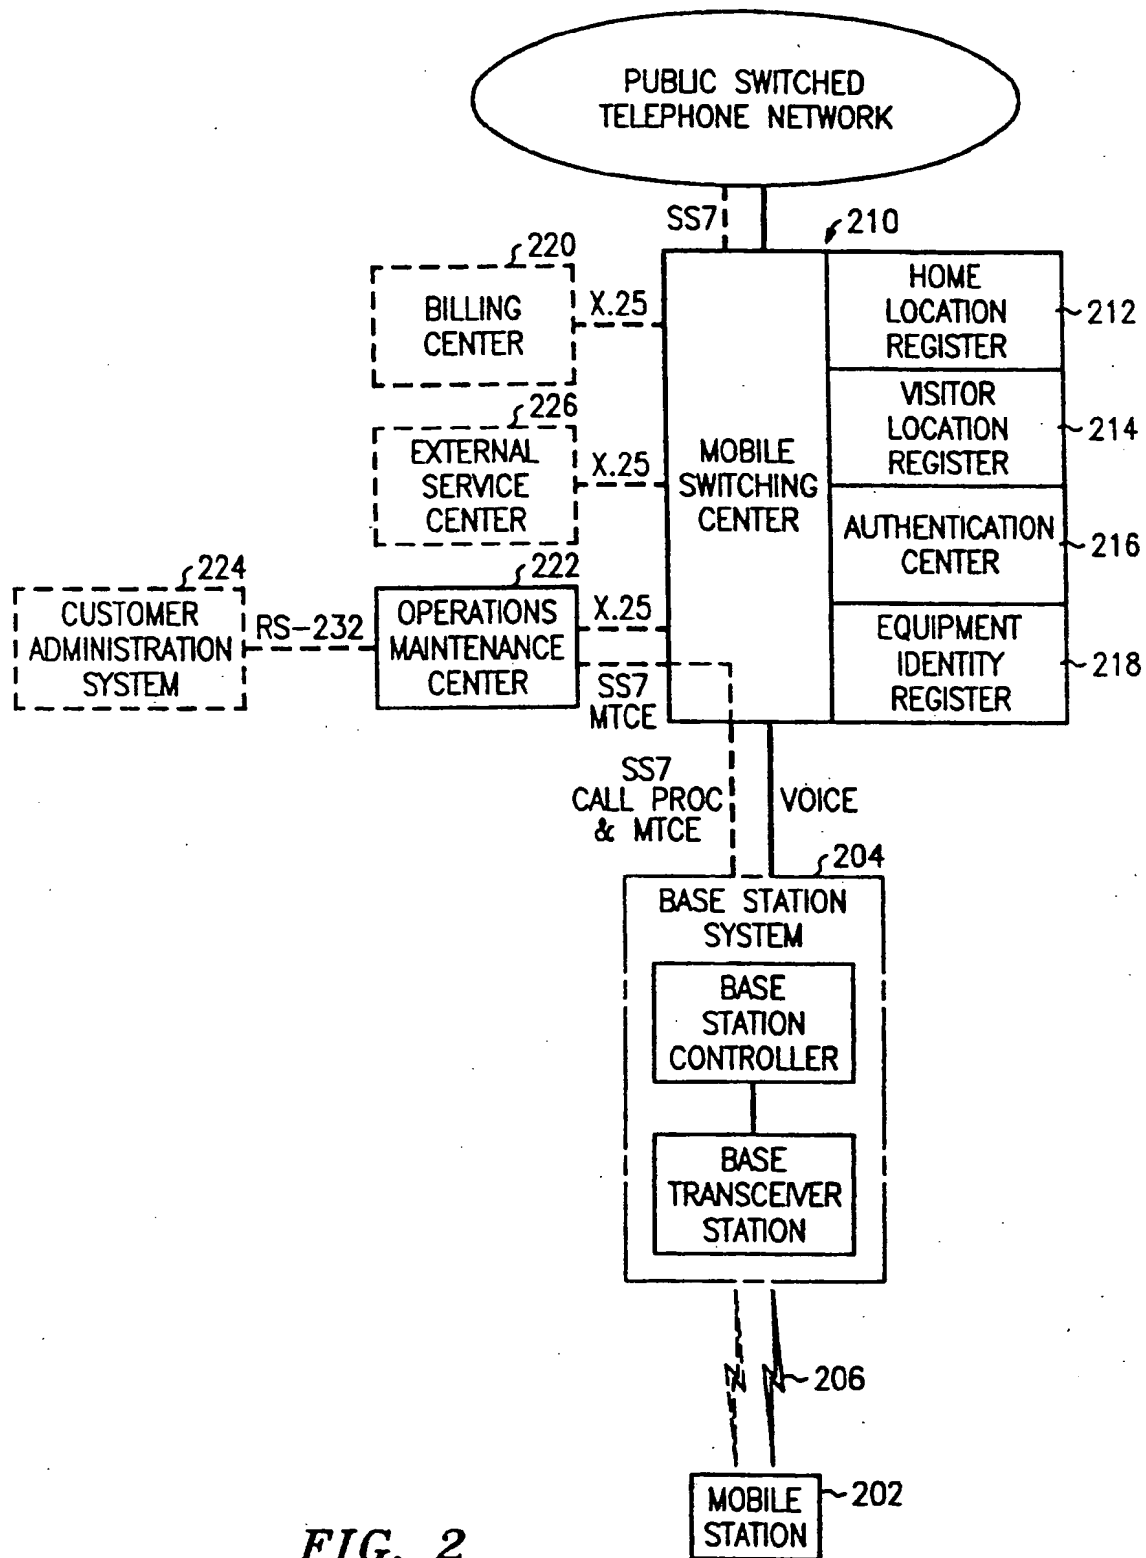 PUBLIC SWITCHED
TELEPHONE NETWORK
SS7
210
220
BILLING
CENTER
X.25
HOME
LOCATION
REGISTER
212
226
EXTERNAL
SERVICE
CENTER
X.25
MOBILE
SWITCHING
CENTER
VISITOR
LOCATION
REGISTER
214
AUTHENTICATION
CENTER
216
224
CUSTOMER
ADMINISTRATION
SYSTEM
RS-232
222
OPERATIONS
MAINTENANCE
CENTER
X.25
SS7
MTCE
EQUIPMENT
IDENTITY
REGISTER
218
SS7
CALL PROC
& MTCE
VOICE
204
BASE STATION
SYSTEM
BASE
STATION
CONTROLLER
BASE
TRANSCEIVER
STATION
206
MOBILE
STATION
202
FIG. 2